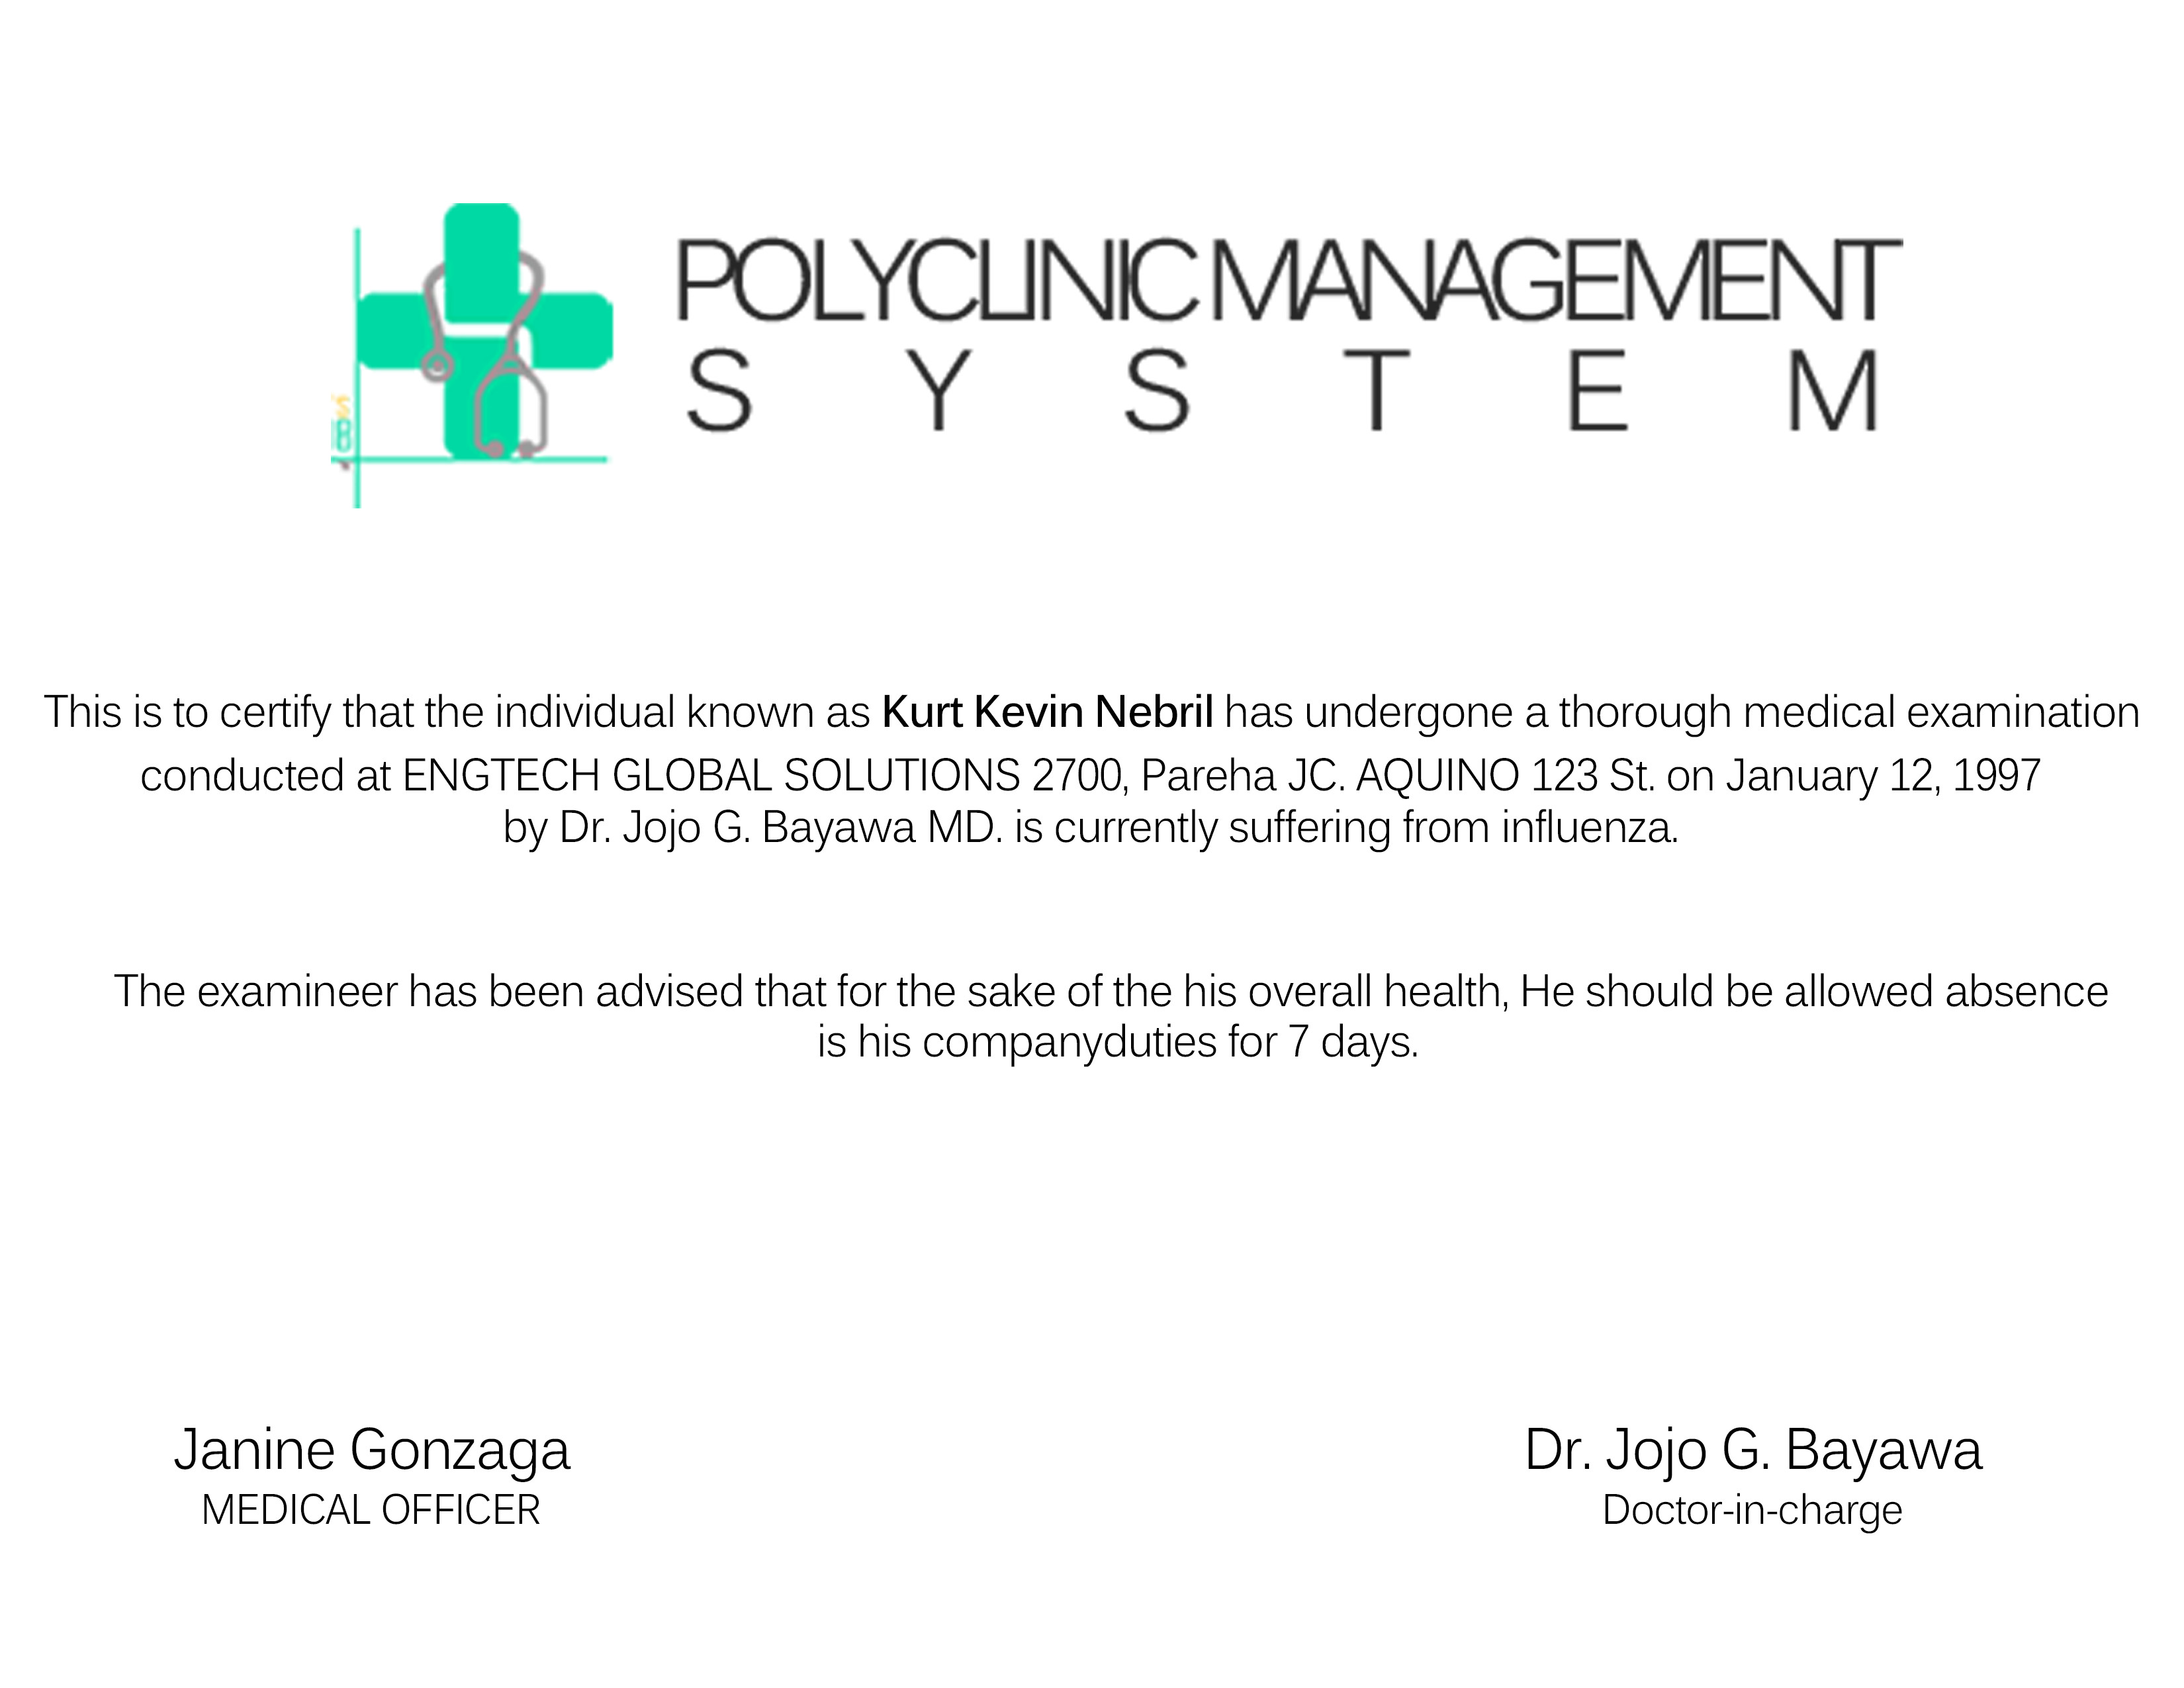 POLYCLINIC MANAGEMENT
SYSTEM
This is to certify that the individual known as Kurt Kevin Nebril has undergone a thorough medical examination
conducted at ENGTECH GLOBAL SOLUTIONS 2700, Pareha JC. AQUINO 123 St. on January 12, 1997
by Dr. Jojo G. Bayawa MD. is currently suffering from influenza.
The examineer has been advised that for the sake of the his overall health, He should be allowed absence
is his companyduties for 7 days.
Janine Gonzaga
MEDICAL OFFICER
Dr. Jojo G. Bayawa
Doctor-in-charge